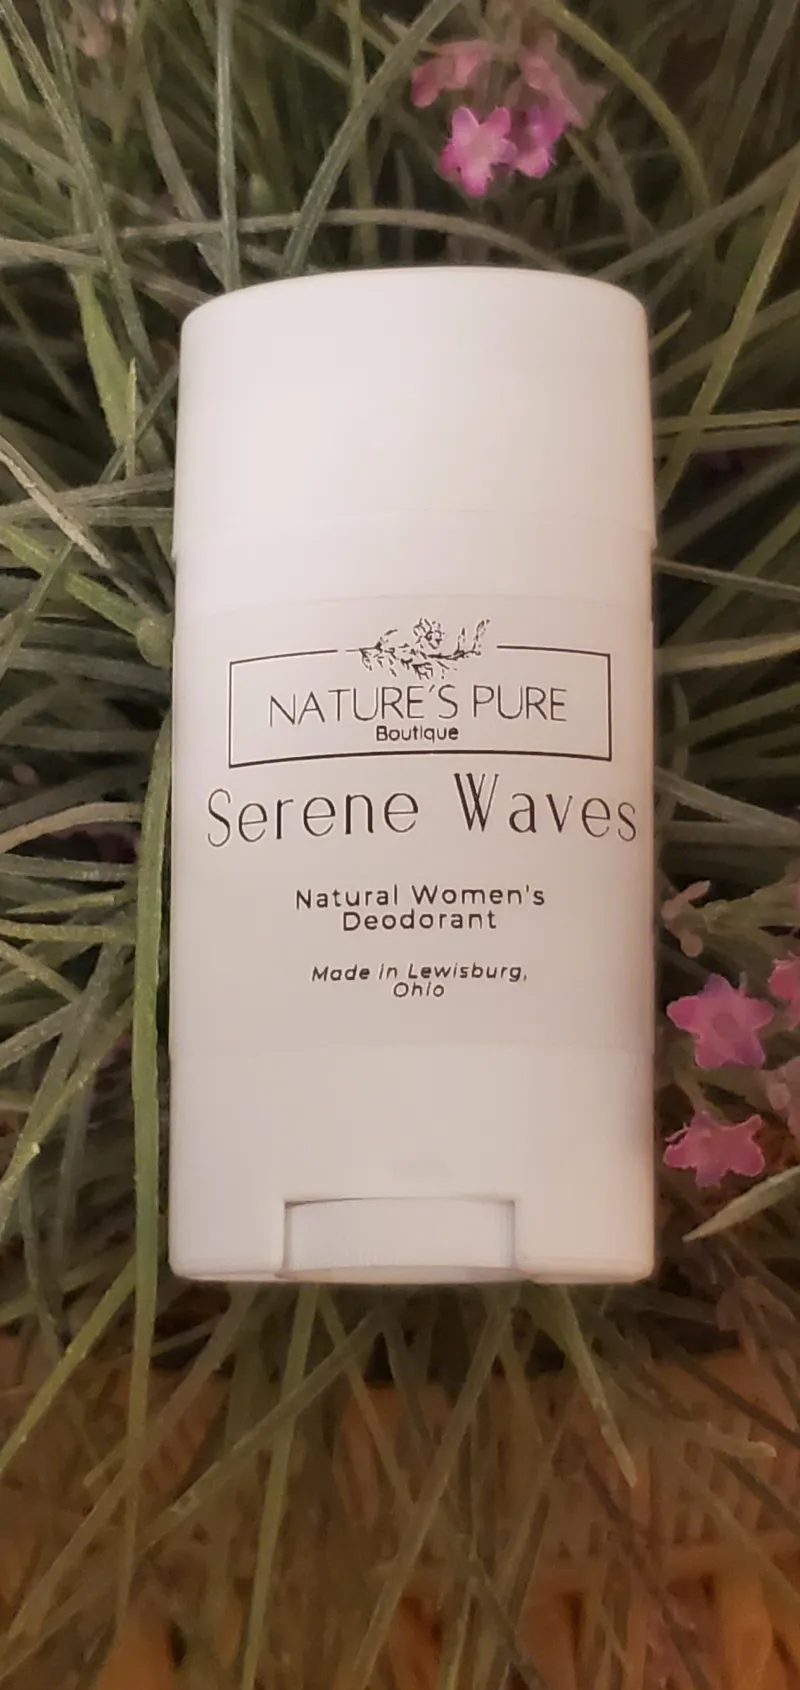 NATURE'S PURE
Boutique
Serene Waves
Natural Women's
Deodorant
Made in Lewisburg,
Ohio